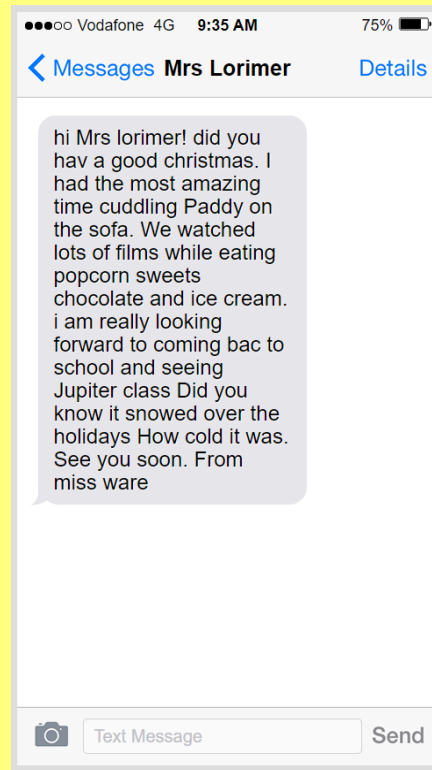 Vodafone 4G 9:35 AM 75%
Messages Mrs Lorimer Details
hi Mrs lorimer! did you
hav a good christmas. I
had the most amazing
time cuddling Paddy on
the sofa. We watched
lots of films while eating
popcorn sweets
chocolate and ice cream.
i am really looking
forward to coming bac to
school and seeing
Jupiter class Did you
know it snowed over the
holidays How cold it was.
See you soon. From
miss ware
Text Message Send